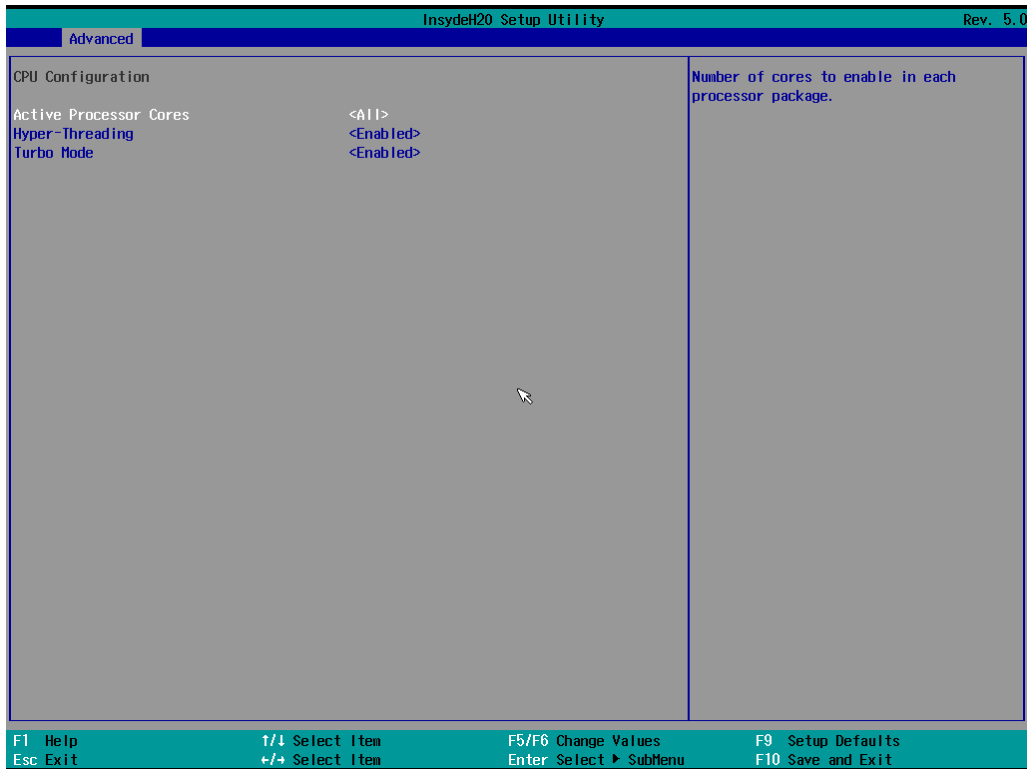 InsydeH20 Setup Utility Rev. 5.0
Advanced
CPU Configuration
Active Processor Cores <All>
Hyper-Threading <Enabled>
Turbo Mode <Enabled>
Number of cores to enable in each
processor package.
F1 Help ↑/↓ Select Item F5/F6 Change Values F9 Setup Defaults
Esc Exit ←/→ Select Item Enter Select ▶ SubMenu F10 Save and Exit